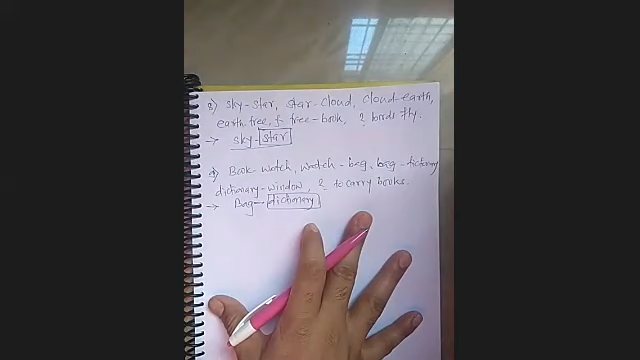 2) Sky-star, star-cloud, cloud-earth,
earth-tree, & tree-book, ? birds fly.
→ sky-star
Book-watch, watch-bag, bag-dictionary
dictionary-window, ? to carry books.
→ Bag-dictionary